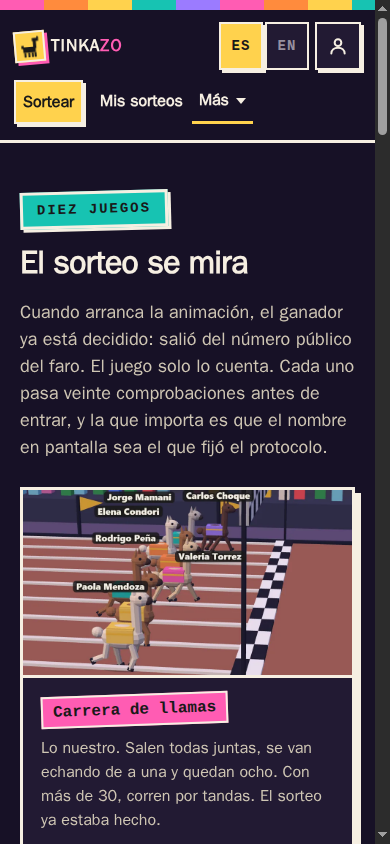 TINKAZO
ES
EN
Sortear
Mis sorteos
Más
DIEZ JUEGOS
El sorteo se mira
Cuando arranca la animación, el ganador
ya está decidido: salió del número público
del faro. El juego solo lo cuenta. Cada uno
pasa veinte comprobaciones antes de
entrar, y la que importa es que el nombre
en pantalla sea el que fijó el protocolo.
Jorge Mamani
Carlos Choque
Elena Condori
Rodrigo Peña
Valeria Torrez
Paola Mendoza
Carrera de llamas
Lo nuestro. Salen todas juntas, se van
echando de a una y quedan ocho. Con
más de 30, corren por tandas. El sorteo
ya estaba hecho.